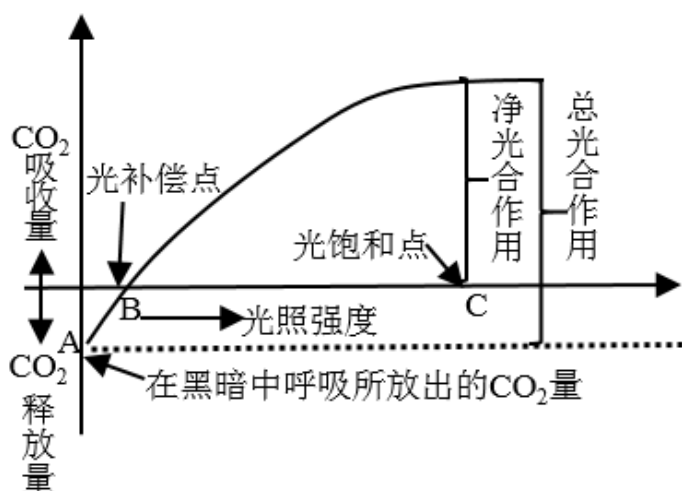 CO₂
吸收量
光补偿点
净光合作用
总光合作用
光饱和点
B
C
光照强度
A
CO₂
释放量
在黑暗中呼吸所放出的CO₂量